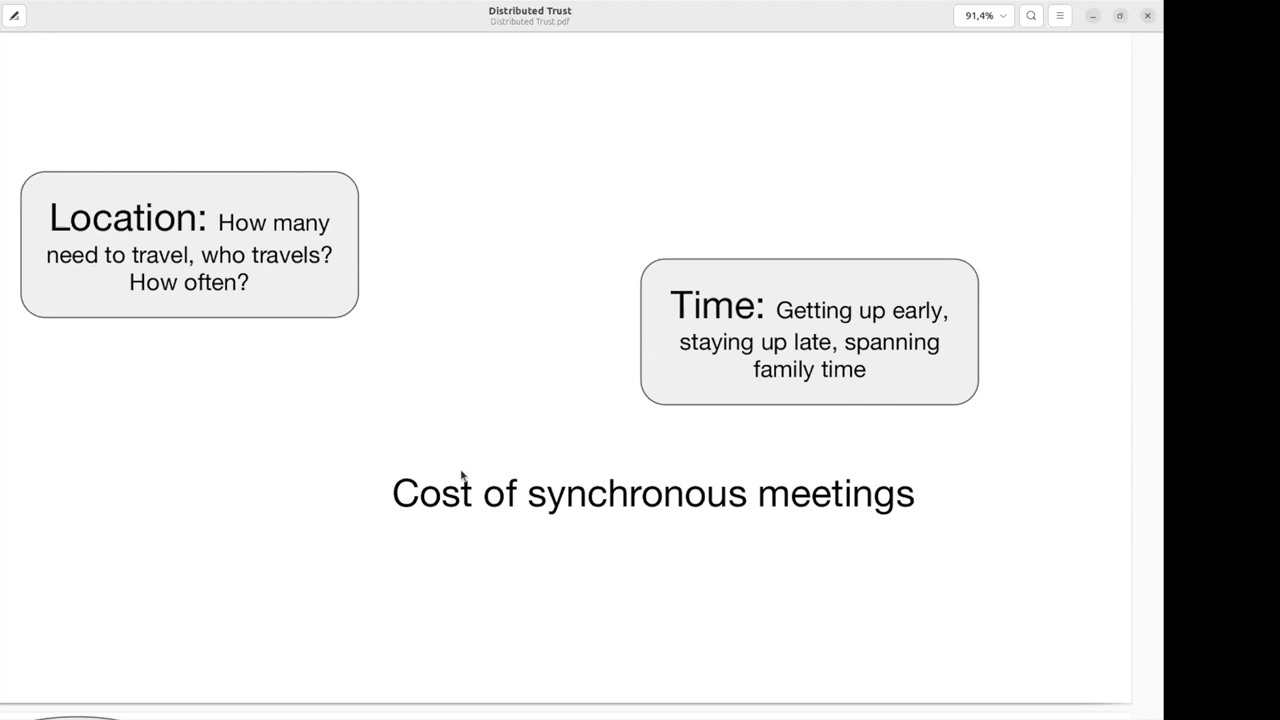 Distributed Trust
Distributed Trust.pdf
91,4%
Location: How many
need to travel, who travels?
How often?
Time: Getting up early,
staying up late, spanning
family time
Cost of synchronous meetings